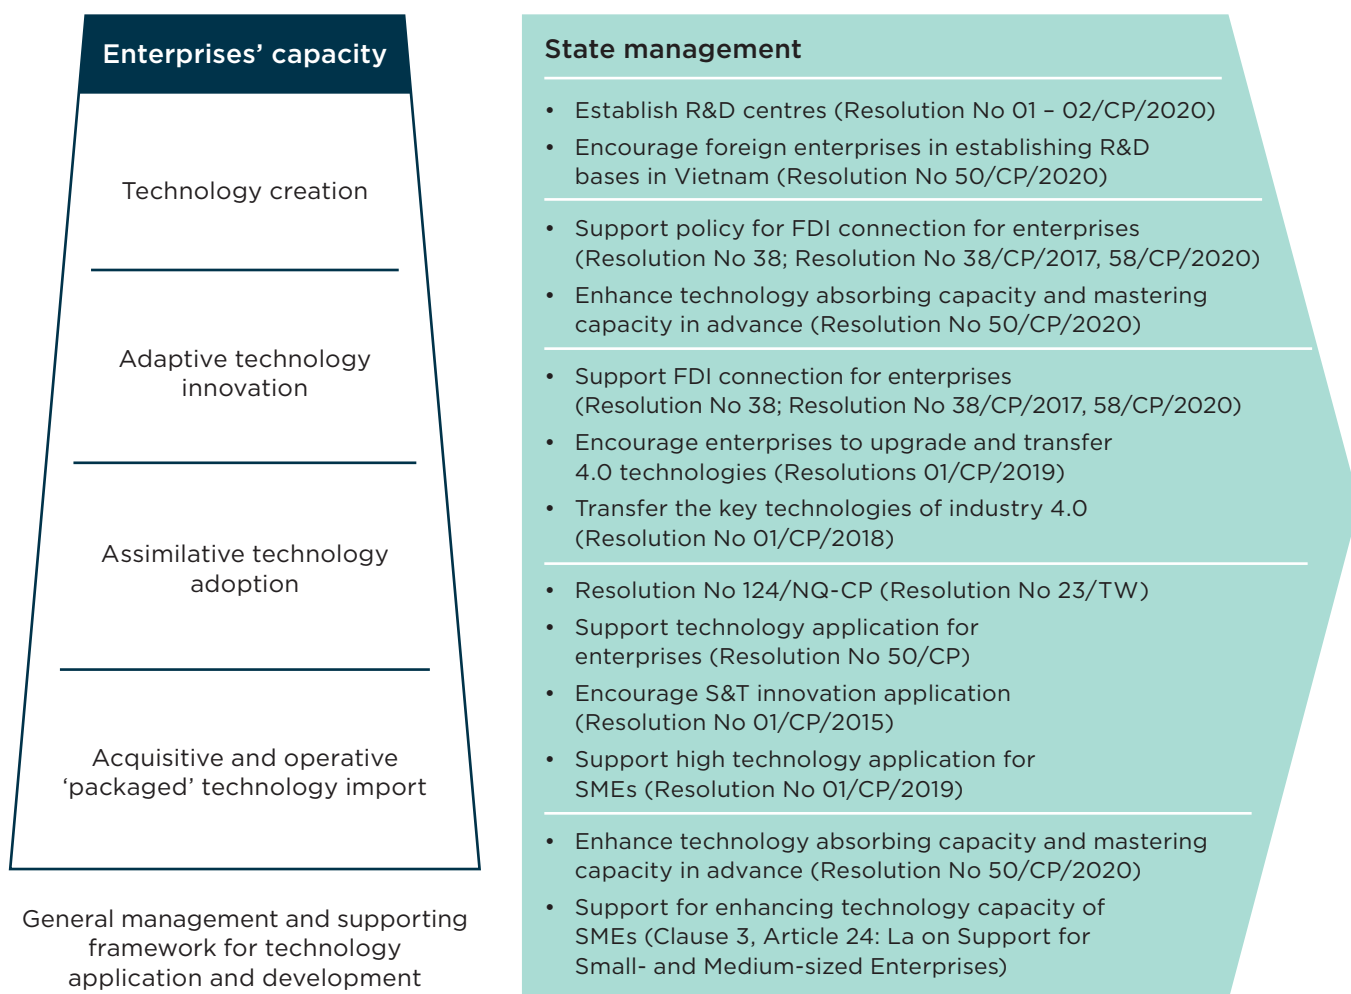 Enterprises’ capacity
Technology creation
Adaptive technology
innovation
Assimilative technology
adoption
Acquisitive and operative
‘packaged’ technology import
General management and supporting
framework for technology
application and development
State management
• Establish R&D centres (Resolution No 01 – 02/CP/2020)
• Encourage foreign enterprises in establishing R&D
bases in Vietnam (Resolution No 50/CP/2020)
• Support policy for FDI connection for enterprises
(Resolution No 38; Resolution No 38/CP/2017, 58/CP/2020)
• Enhance technology absorbing capacity and mastering
capacity in advance (Resolution No 50/CP/2020)
• Support FDI connection for enterprises
(Resolution No 38; Resolution No 38/CP/2017, 58/CP/2020)
• Encourage enterprises to upgrade and transfer
4.0 technologies (Resolutions 01/CP/2019)
• Transfer the key technologies of industry 4.0
(Resolution No 01/CP/2018)
• Resolution No 124/NQ-CP (Resolution No 23/TW)
• Support technology application for
enterprises (Resolution No 50/CP)
• Encourage S&T innovation application
(Resolution No 01/CP/2015)
• Support high technology application for
SMEs (Resolution No 01/CP/2019)
• Enhance technology absorbing capacity and mastering
capacity in advance (Resolution No 50/CP/2020)
• Support for enhancing technology capacity of
SMEs (Clause 3, Article 24: La on Support for
Small- and Medium-sized Enterprises)